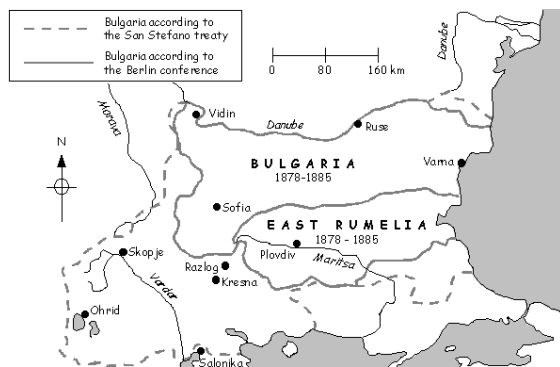 Bulgaria according to
the San Stefano treaty
Bulgaria according to
the Berlin conference
0 80 160 km
Danube
Morava
Vidin
Danube
Ruse
N
BULGARIA
1878-1885
Varna
Sofia
EAST RUMELIA
1878 - 1885
Skopje
Plovdiv
Maritsa
Razlog
Kresna
Vardar
Ohrid
Salonika